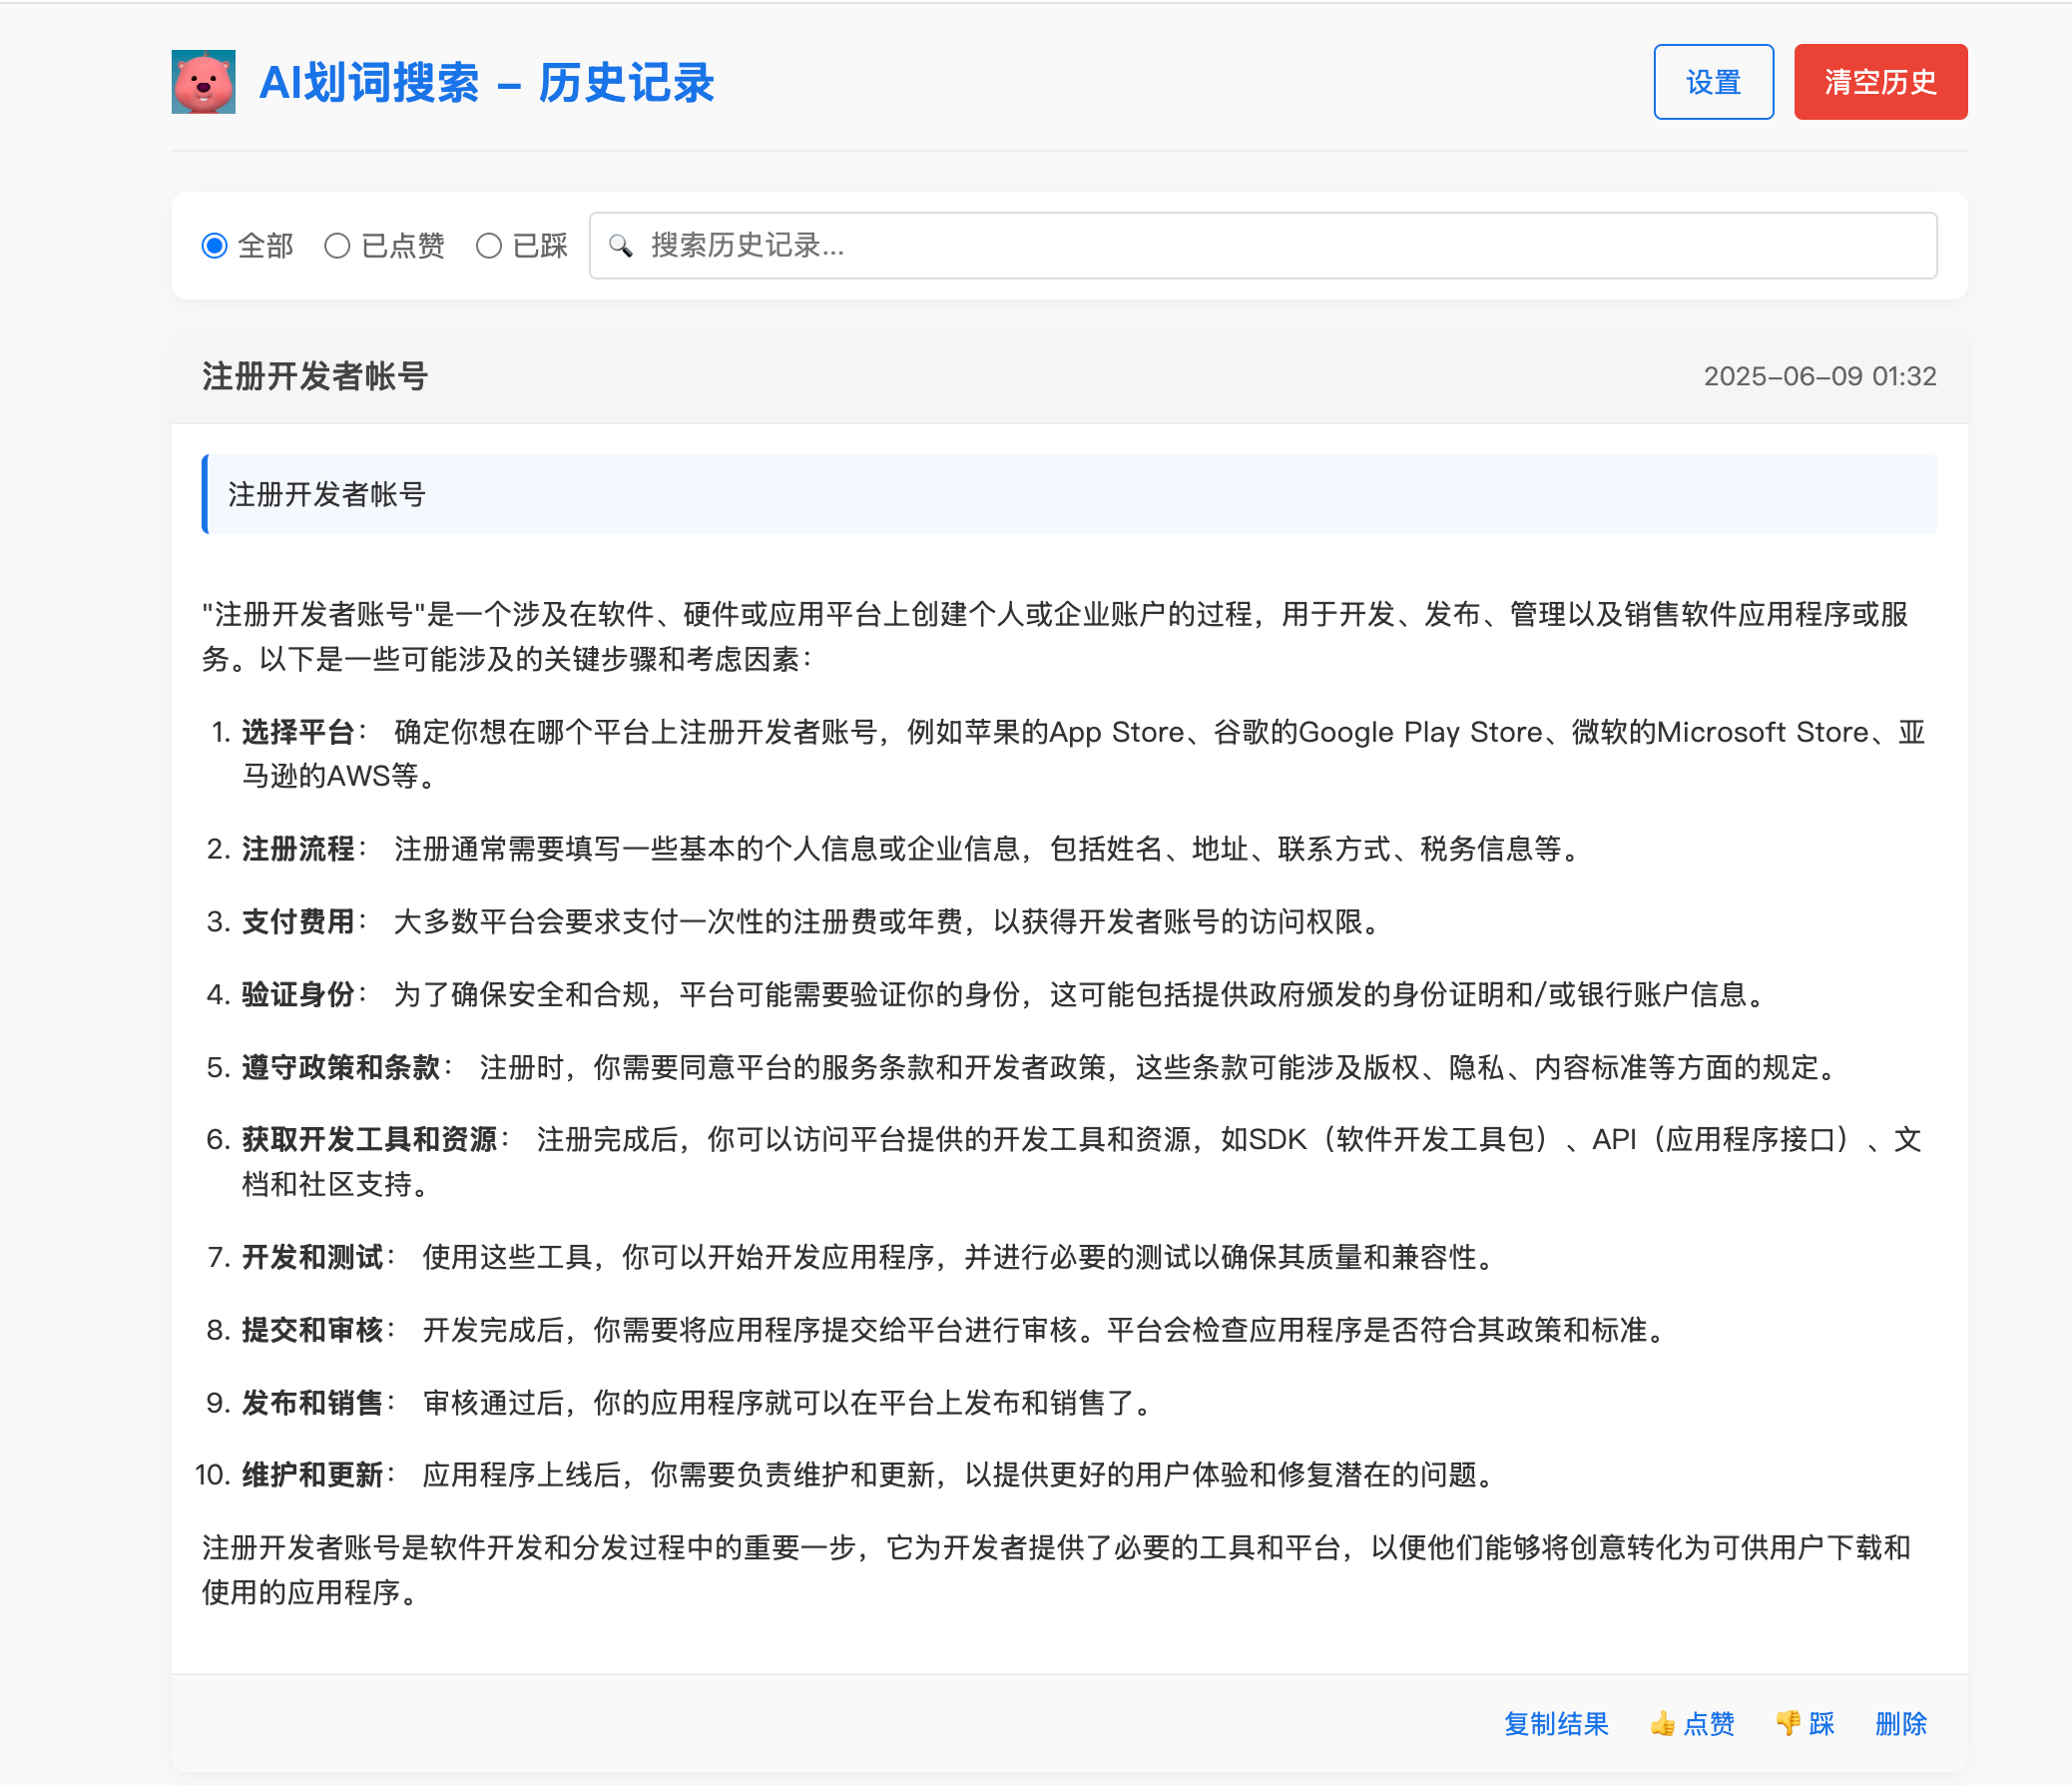 AI划词搜索 – 历史记录
设置
清空历史
全部
已点赞
已踩
搜索历史记录...
注册开发者帐号
2025-06-09 01:32
注册开发者帐号
"注册开发者账号"是一个涉及在软件、硬件或应用平台上创建个人或企业账户的过程，用于开发、发布、管理以及销售软件应用程序或服
务。以下是一些可能涉及的关键步骤和考虑因素：
1. 选择平台： 确定你想在哪个平台上注册开发者账号，例如苹果的App Store、谷歌的Google Play Store、微软的Microsoft Store、亚
马逊的AWS等。
2. 注册流程： 注册通常需要填写一些基本的个人信息或企业信息，包括姓名、地址、联系方式、税务信息等。
3. 支付费用： 大多数平台会要求支付一次性的注册费或年费，以获得开发者账号的访问权限。
4. 验证身份： 为了确保安全和合规，平台可能需要验证你的身份，这可能包括提供政府颁发的身份证明和/或银行账户信息。
5. 遵守政策和条款： 注册时，你需要同意平台的服务条款和开发者政策，这些条款可能涉及版权、隐私、内容标准等方面的规定。
6. 获取开发工具和资源： 注册完成后，你可以访问平台提供的开发工具和资源，如SDK（软件开发工具包）、API（应用程序接口）、文
档和社区支持。
7. 开发和测试： 使用这些工具，你可以开始开发应用程序，并进行必要的测试以确保其质量和兼容性。
8. 提交和审核： 开发完成后，你需要将应用程序提交给平台进行审核。平台会检查应用程序是否符合其政策和标准。
9. 发布和销售： 审核通过后，你的应用程序就可以在平台上发布和销售了。
10. 维护和更新： 应用程序上线后，你需要负责维护和更新，以提供更好的用户体验和修复潜在的问题。
注册开发者账号是软件开发和分发过程中的重要一步，它为开发者提供了必要的工具和平台，以便他们能够将创意转化为可供用户下载和
使用的应用程序。
复制结果
👍 点赞
👎 踩
删除